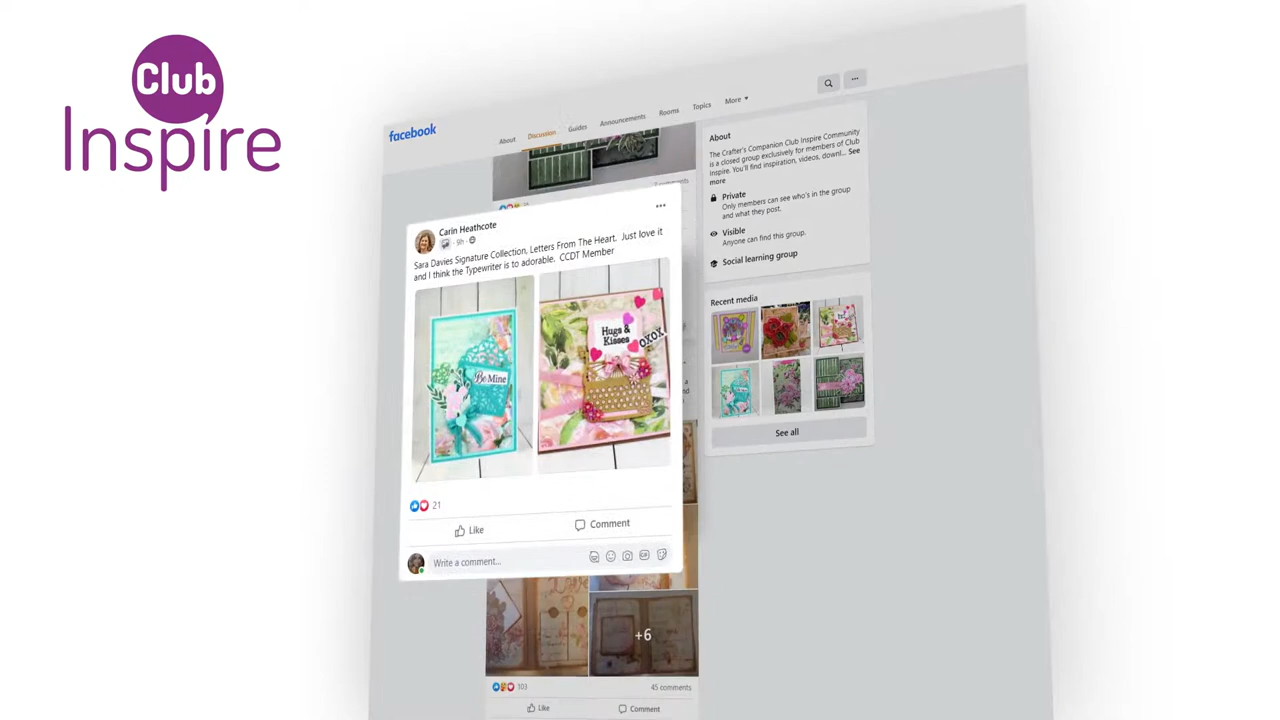 Club
Inspire
facebook
About
Discussion
Guides
Announcements
Rooms
Topics
More
About
The Crafter's Companion Club Inspire Community
is a closed group exclusively for members of Club
Inspire. You'll find inspiration, videos, downl... See
more
Private
Only members can see who's in the group
and what they post.
Visible
Anyone can find this group.
Social learning group
Recent media
See all
Carin Heathcote
9h
Sara Davies Signature Collection, Letters From The Heart. Just love it
and I think the Typewriter is to adorable. CCDT Member
Be Mine
Hugs &
Kisses
OXOX
21
Like
Comment
Write a comment...
GIF
+6
103
45 comments
Like
Comment